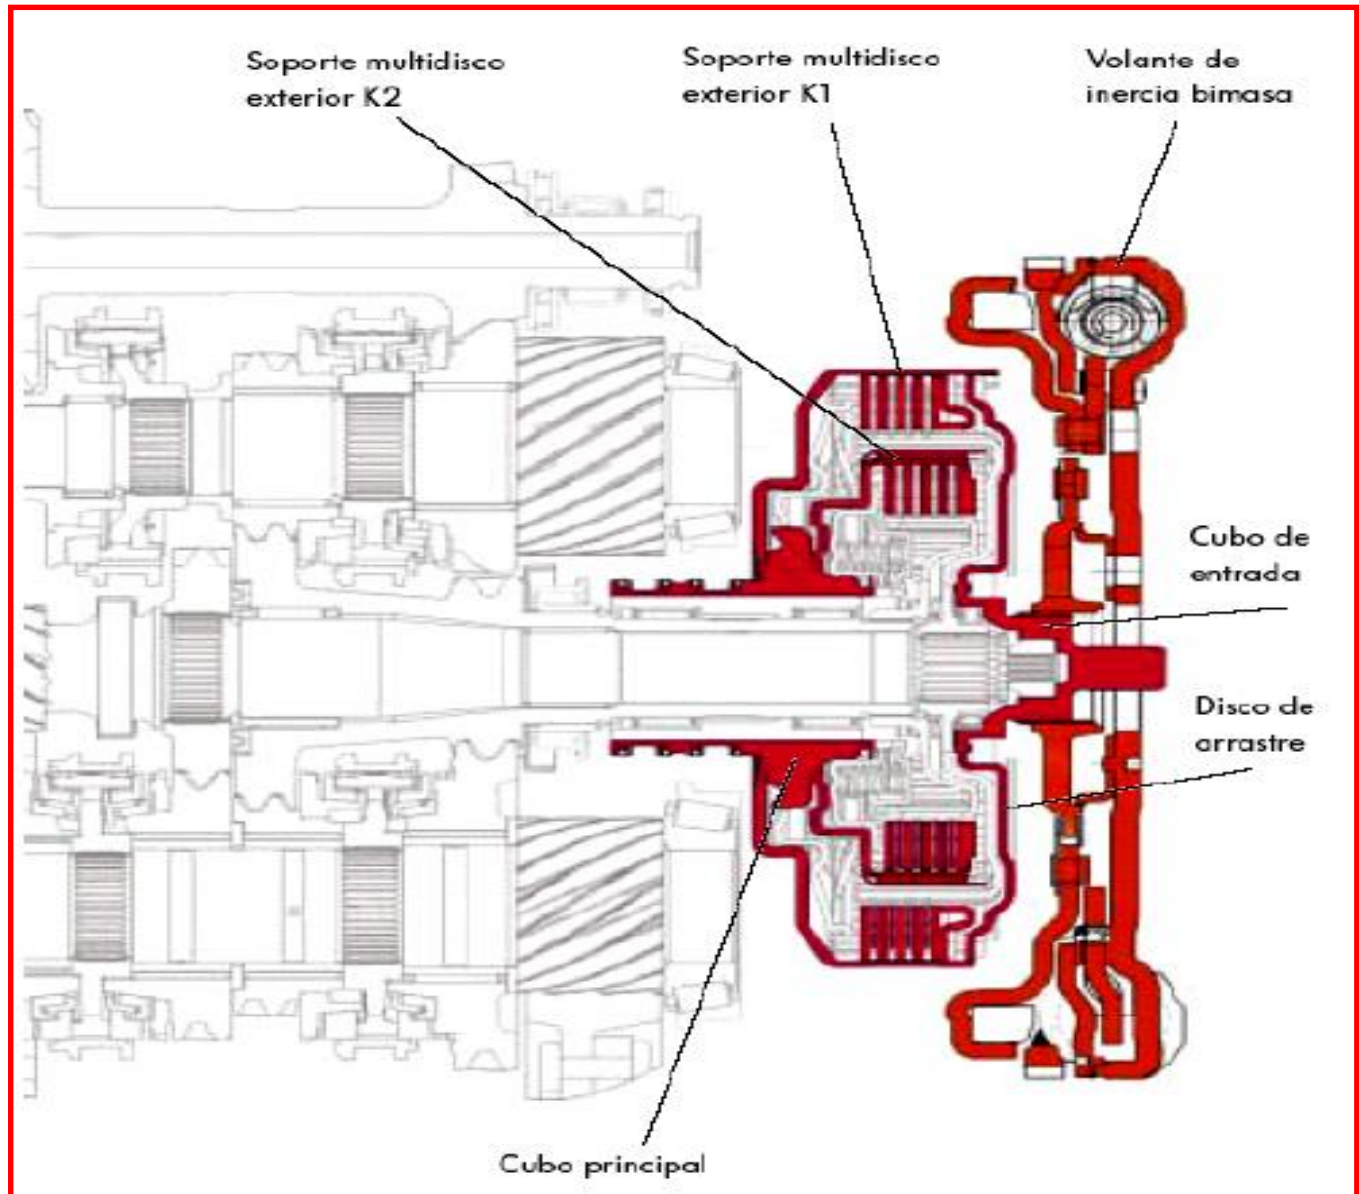 Soporte multidisco
exterior K2
Soporte multidisco
exterior K1
Volante de
inercia bimasa
Cubo de
entrada
Disco de
arrastre
Cubo principal